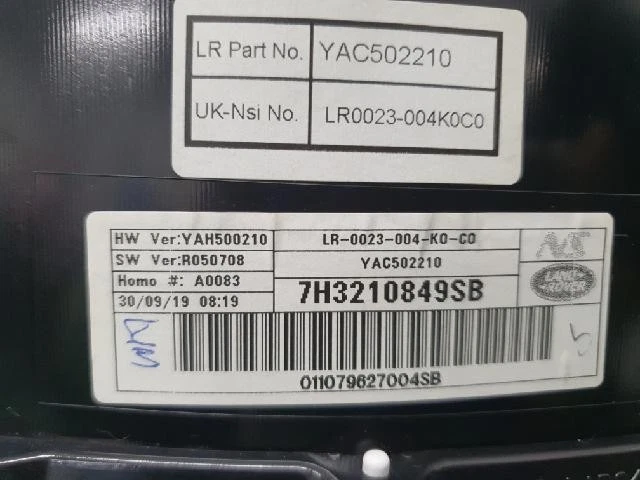 LR Part No. YAC502210
UK-Nsi No. LR0023-004K0C0
HW Ver:YAH500210 LR-0023-004-K0-C0
SW Ver:R050708 YAC502210
Homo #: A0083
30/09/19 08:19
7H3210849SB
LAND ROVER
011079627004SB